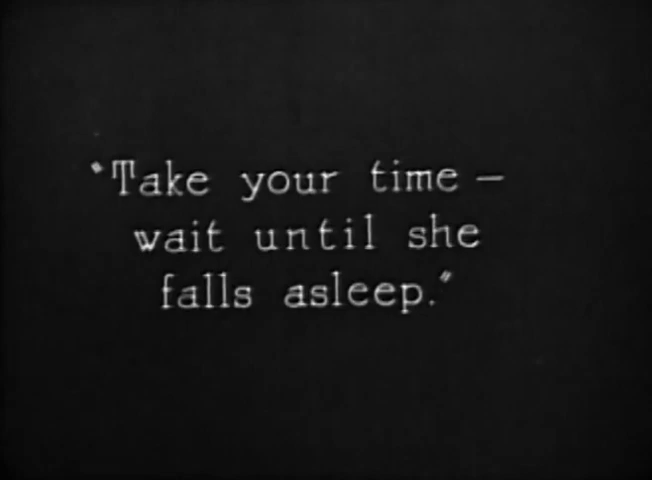 "Take your time —
wait until she
falls asleep."